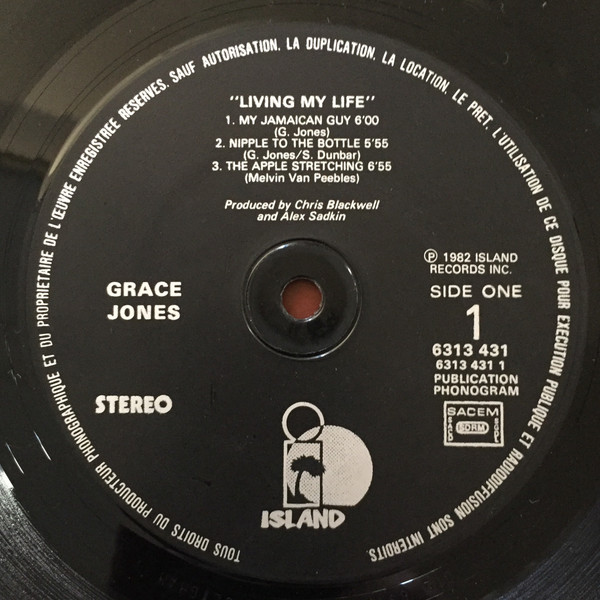 TOUS DROITS DU PRODUCTEUR PHONOGRAPHIQUE ET DU PROPRIETAIRE DE L'ŒUVRE ENREGISTREE RESERVES. SAUF AUTORISATION, LA DUPLICATION, LA LOCATION, LE PRET, L'UTILISATION DE CE DISQUE POUR EXECUTION PUBLIQUE ET RADIODIFFUSION SONT INTERDITS.
"LIVING MY LIFE"
1. MY JAMAICAN GUY 6'00
(G. Jones)
2. NIPPLE TO THE BOTTLE 5'55
(G. Jones/S. Dunbar)
3. THE APPLE STRETCHING 6'55
(Melvin Van Peebles)
Produced by Chris Blackwell
and Alex Sadkin
GRACE
JONES
STEREO
Ⓟ 1982 ISLAND
RECORDS INC.
SIDE ONE
1
6313 431
6313 431 1
PUBLICATION
PHONOGRAM
SACEM
SACD
SDRM
SGDL
ISLAND